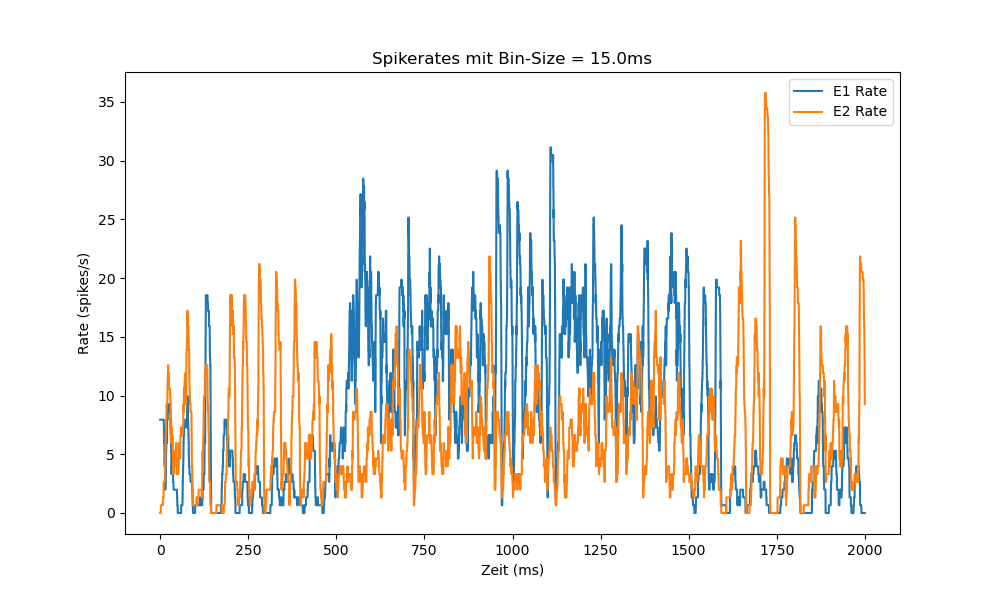 Spikerates mit Bin-Size = 15.0ms
E1 Rate
E2 Rate
Rate (spikes/s)
35
30
25
20
15
10
5
0
0 250 500 750 1000 1250 1500 1750 2000
Zeit (ms)